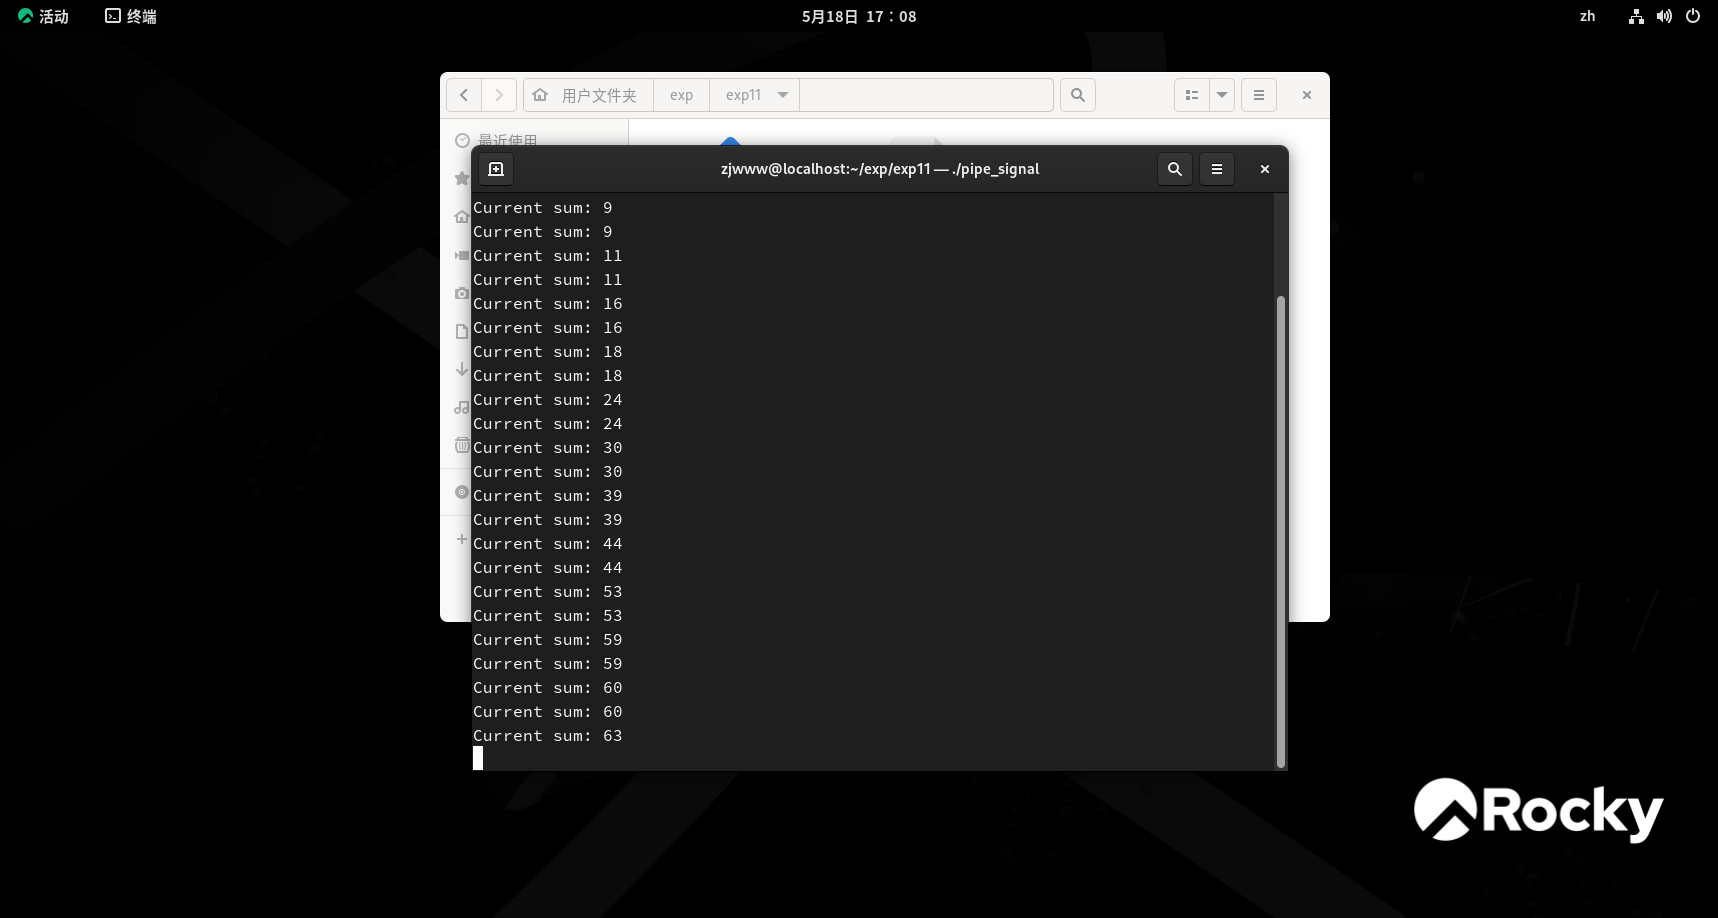 活动 终端 5月18日 17：08 zh
用户文件夹 exp exp11
最近使用
zjwww@localhost:~/exp/exp11 — ./pipe_signal
Current sum: 9
Current sum: 9
Current sum: 11
Current sum: 11
Current sum: 16
Current sum: 16
Current sum: 18
Current sum: 18
Current sum: 24
Current sum: 24
Current sum: 30
Current sum: 30
Current sum: 39
Current sum: 39
Current sum: 44
Current sum: 44
Current sum: 53
Current sum: 53
Current sum: 59
Current sum: 59
Current sum: 60
Current sum: 60
Current sum: 63
Rocky